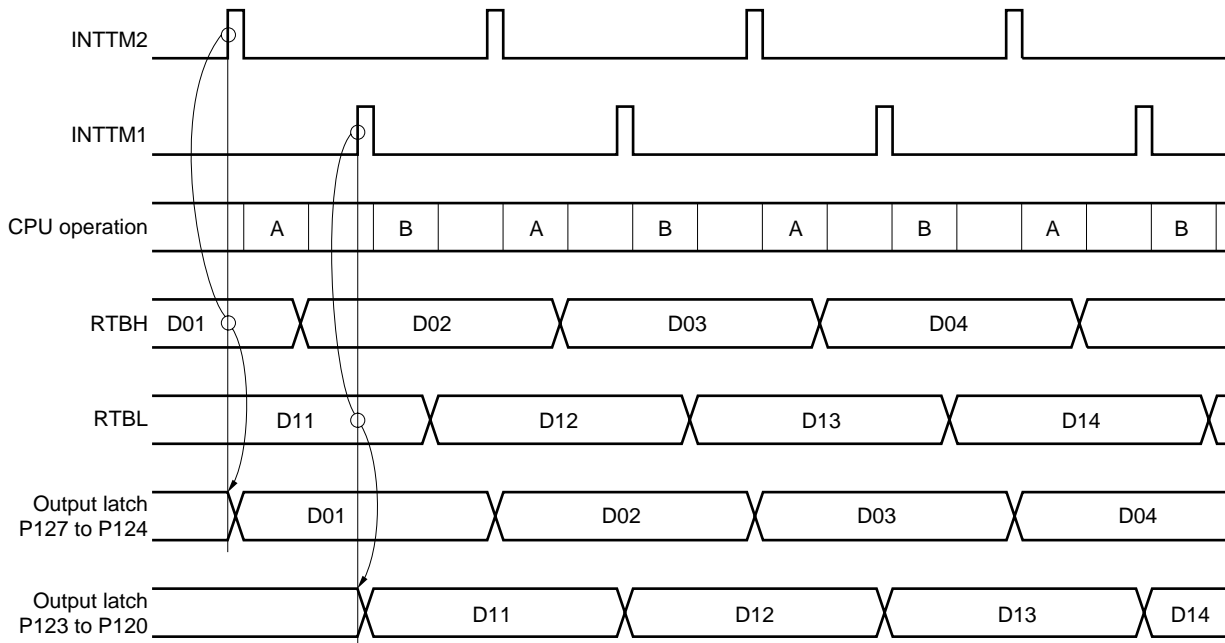 INTTM2
INTTM1
CPU operation A B A B A B A B
RTBH D01 D02 D03 D04
RTBL D11 D12 D13 D14
Output latch
P127 to P124
D01 D02 D03 D04
Output latch
P123 to P120
D11 D12 D13 D14